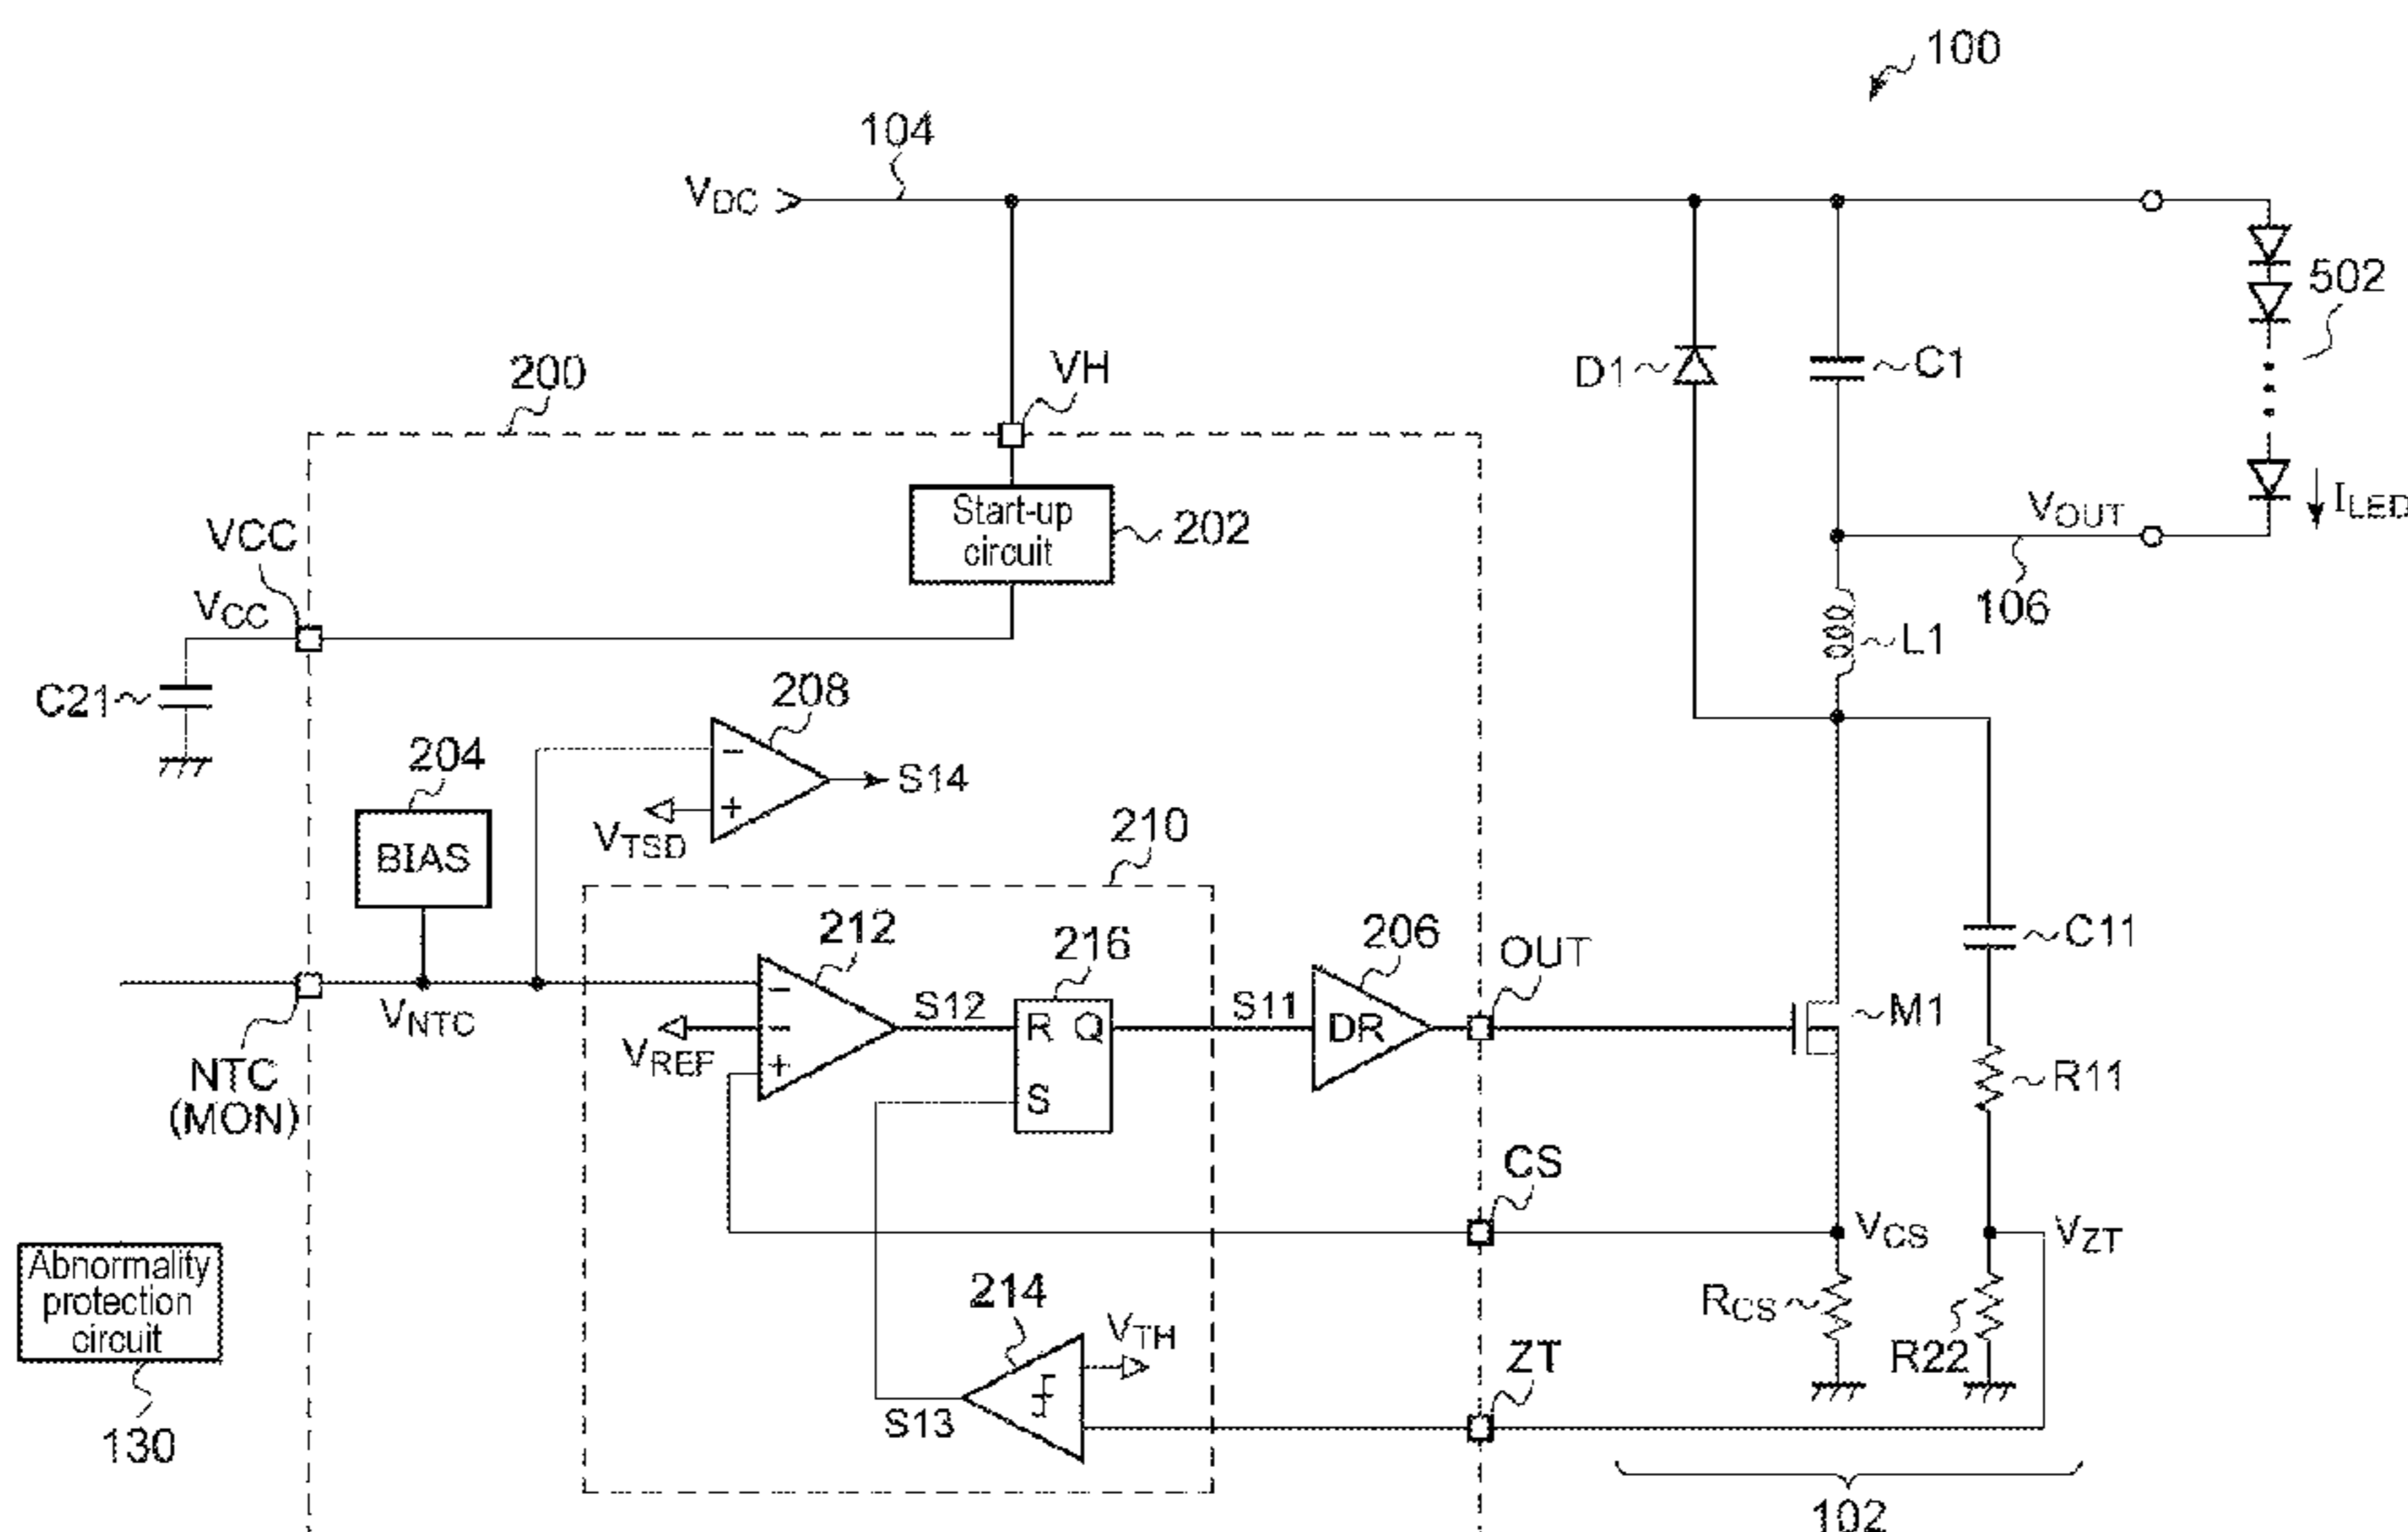 100
104
VDC
502
D1
C1
VH
200
Start-up
circuit
202
VOUT
ILED
106
VCC
VCC
L1
C21
208
204
S14
VTSD
BIAS
210
212
216
206
OUT
C11
S12
R Q
S11
DR
M1
VNTC
VREF
S
R11
NTC
(MON)
CS
VCS
VZT
Abnormality
protection
circuit
214
VTH
RCS
R22
ZT
S13
130
102
+
−
−
−
+